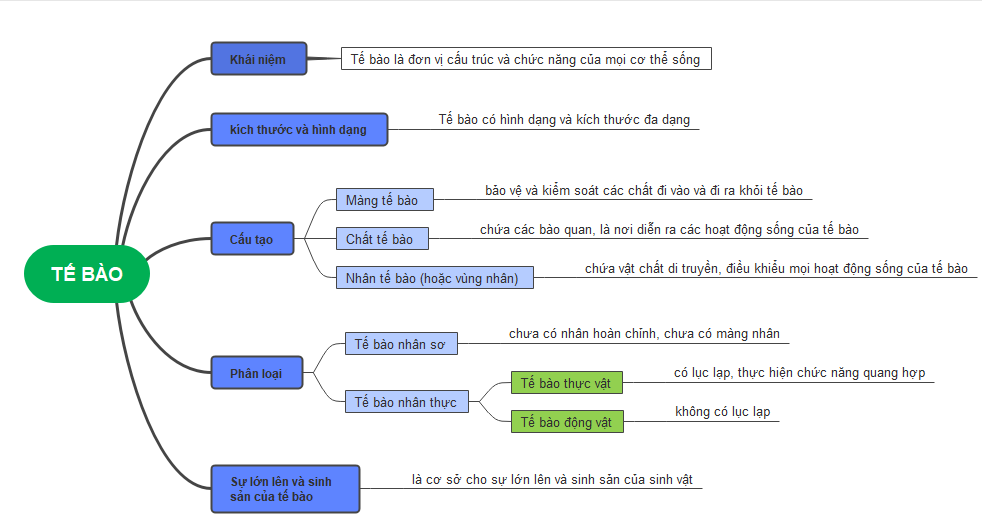 Khái niệm
Tế bào là đơn vị cấu trúc và chức năng của mọi cơ thể sống
kích thước và hình dạng
Tế bào có hình dạng và kích thước đa dạng
TẾ BÀO
Cấu tạo
Màng tế bào
bảo vệ và kiểm soát các chất đi vào và đi ra khỏi tế bào
Chất tế bào
chứa các bào quan, là nơi diễn ra các hoạt động sống của tế bào
Nhân tế bào (hoặc vùng nhân)
chứa vật chất di truyền, điều khiểu mọi hoạt động sống của tế bào
Phân loại
Tế bào nhân sơ
chưa có nhân hoàn chỉnh, chưa có màng nhân
Tế bào nhân thực
Tế bào thực vật
có lục lạp, thực hiện chức năng quang hợp
Tế bào động vật
không có lục lạp
Sự lớn lên và sinh
sản của tế bào
là cơ sở cho sự lớn lên và sinh sản của sinh vật